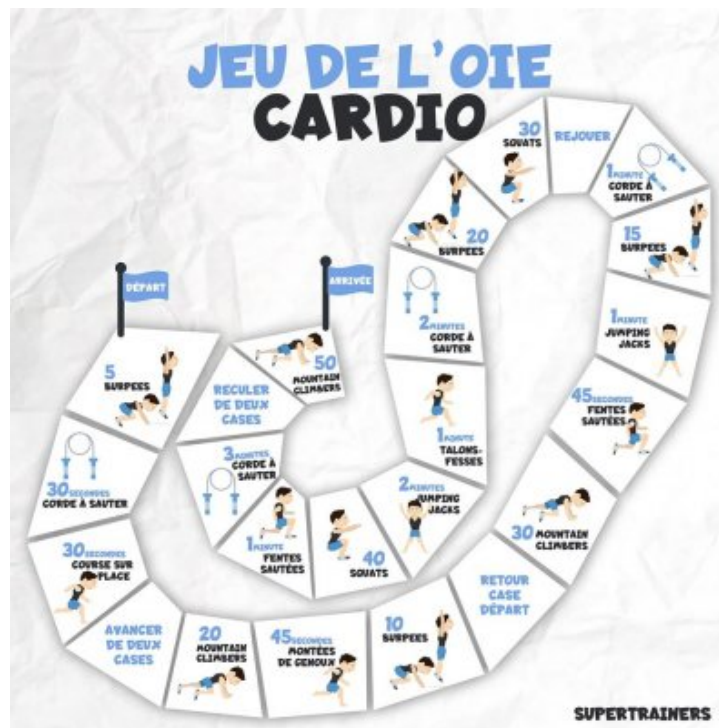 JEU DE L'OIE
CARDIO
DÉPART
5
BURPEES
30 SECONDES
CORDE À SAUTER
30 SECONDES
COURSE SUR
PLACE
AVANCER
DE DEUX
CASES
20
MOUNTAIN
CLIMBERS
45 SECONDES
MONTÉES
DE GENOUX
10
BURPEES
RETOUR
CASE
DÉPART
30 MOUNTAIN
CLIMBERS
45 SECONDES
FENTES
SAUTÉES
1 MINUTE
JUMPING
JACKS
15
BURPEES
1 MINUTE
CORDE À
SAUTER
REJOUER
30
SQUATS
20
BURPEES
2 MINUTES
CORDE À
SAUTER
1 MINUTE
TALONS-
FESSES
2 MINUTES
JUMPING
JACKS
40
SQUATS
1 MINUTE
FENTES
SAUTÉES
3 MINUTES
CORDE À
SAUTER
RECULER
DE DEUX
CASES
50
MOUNTAIN
CLIMBERS
ARRIVÉE
SUPERTRAINERS